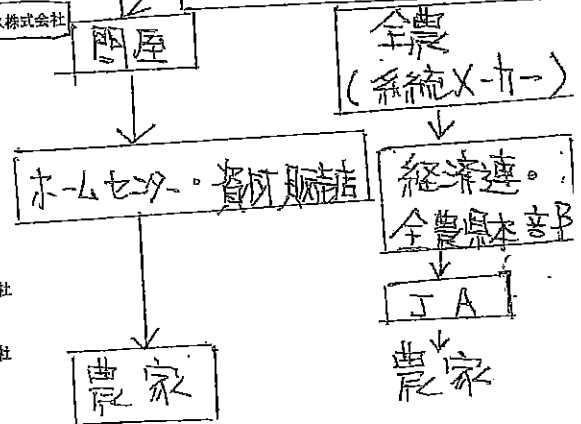 株式会社
問屋
全農
(系統メーカー)
ホームセンター・資材販売店
経済連・
全農県本部
JA
社
社
農家
農家